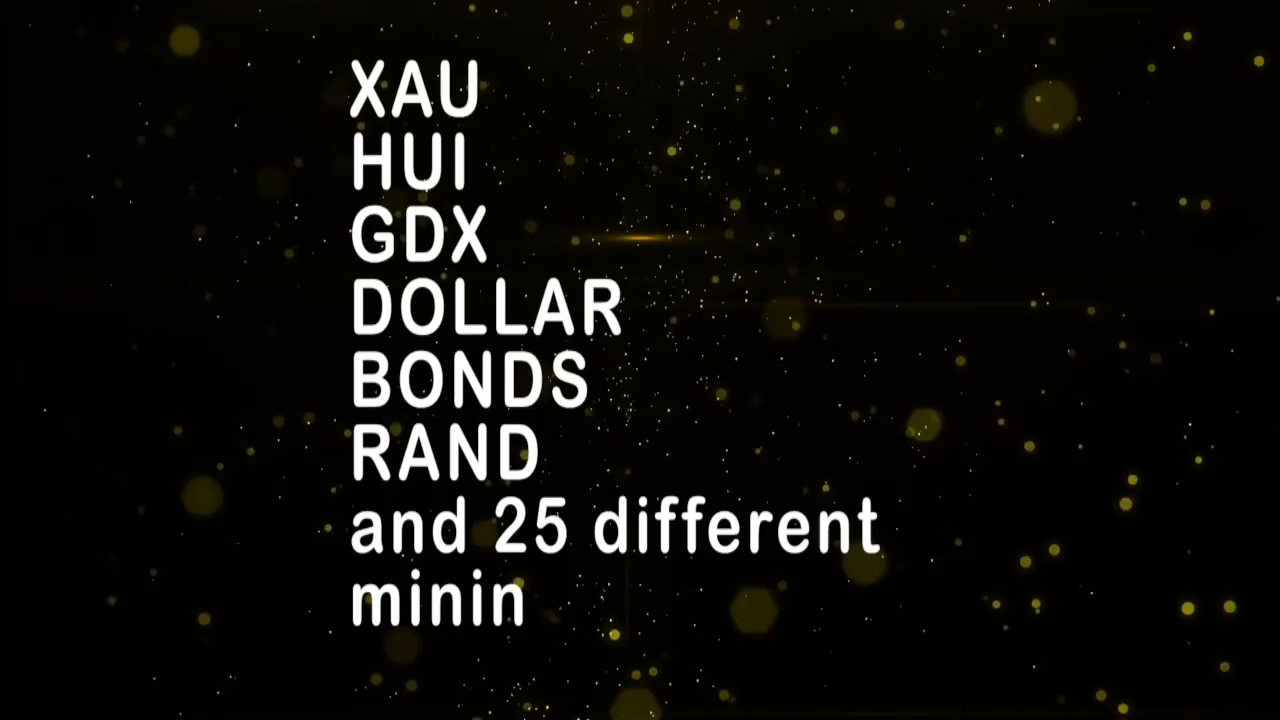 XAU
HUI
GDX
DOLLAR
BONDS
RAND
and 25 different
minin